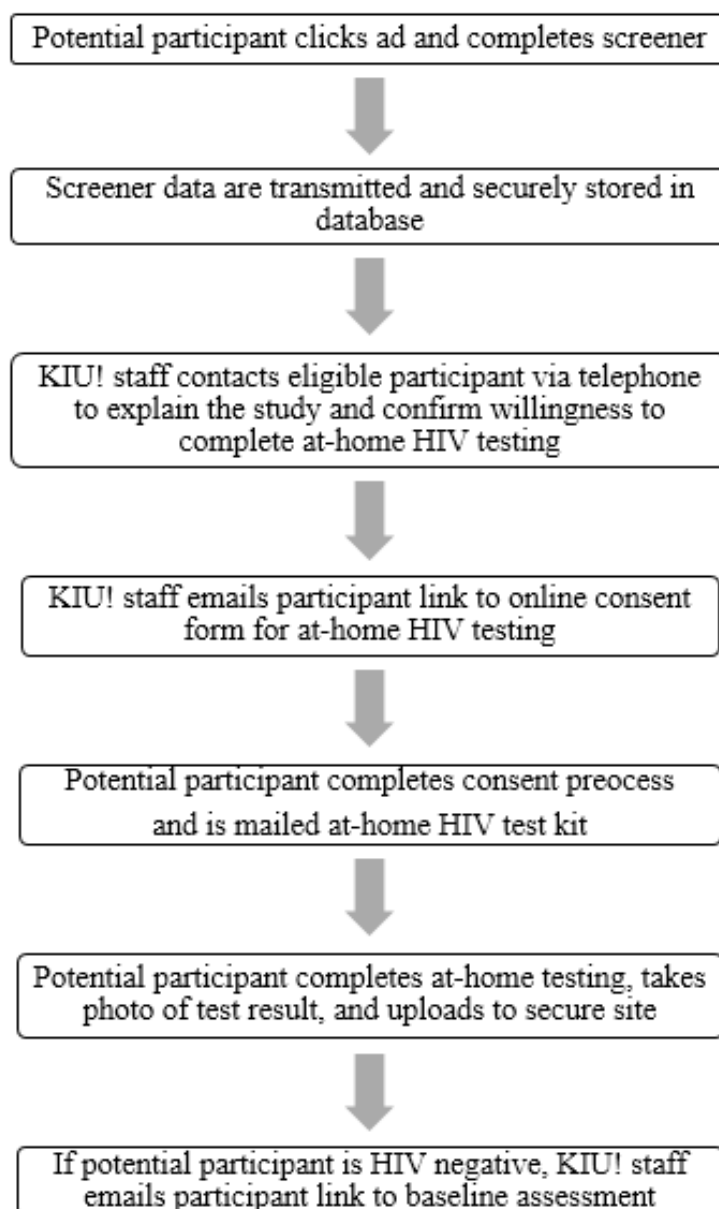 Potential participant clicks ad and completes screener
Screener data are transmitted and securely stored in
database
KIU! staff contacts eligible participant via telephone
to explain the study and confirm willingness to
complete at-home HIV testing
KIU! staff emails participant link to online consent
form for at-home HIV testing
Potential participant completes consent preocess
and is mailed at-home HIV test kit
Potential participant completes at-home testing, takes
photo of test result, and uploads to secure site
If potential participant is HIV negative, KIU! staff
emails participant link to baseline assessment